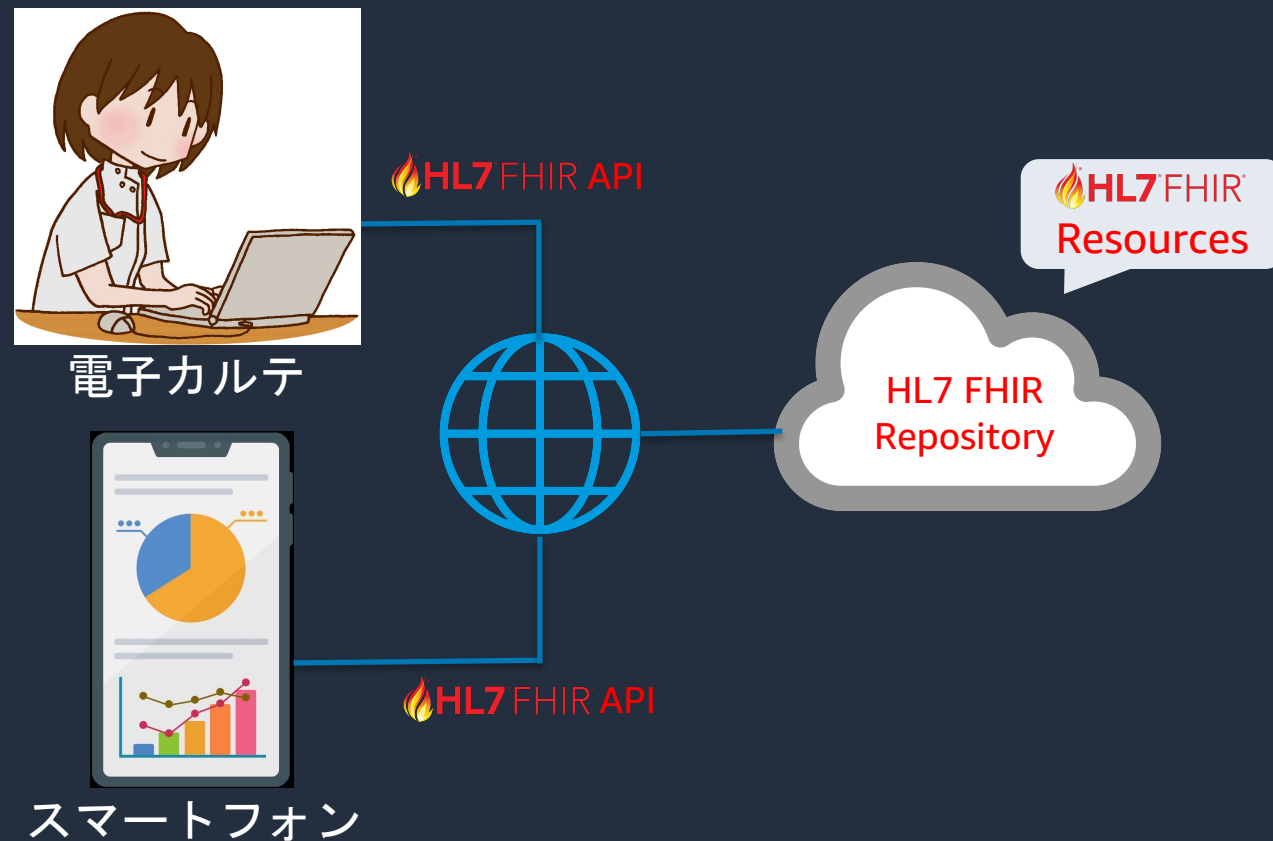 HL7 FHIR API
電子カルテ
HL7 FHIR
Resources
HL7 FHIR
Repository
HL7 FHIR API
スマートフォン